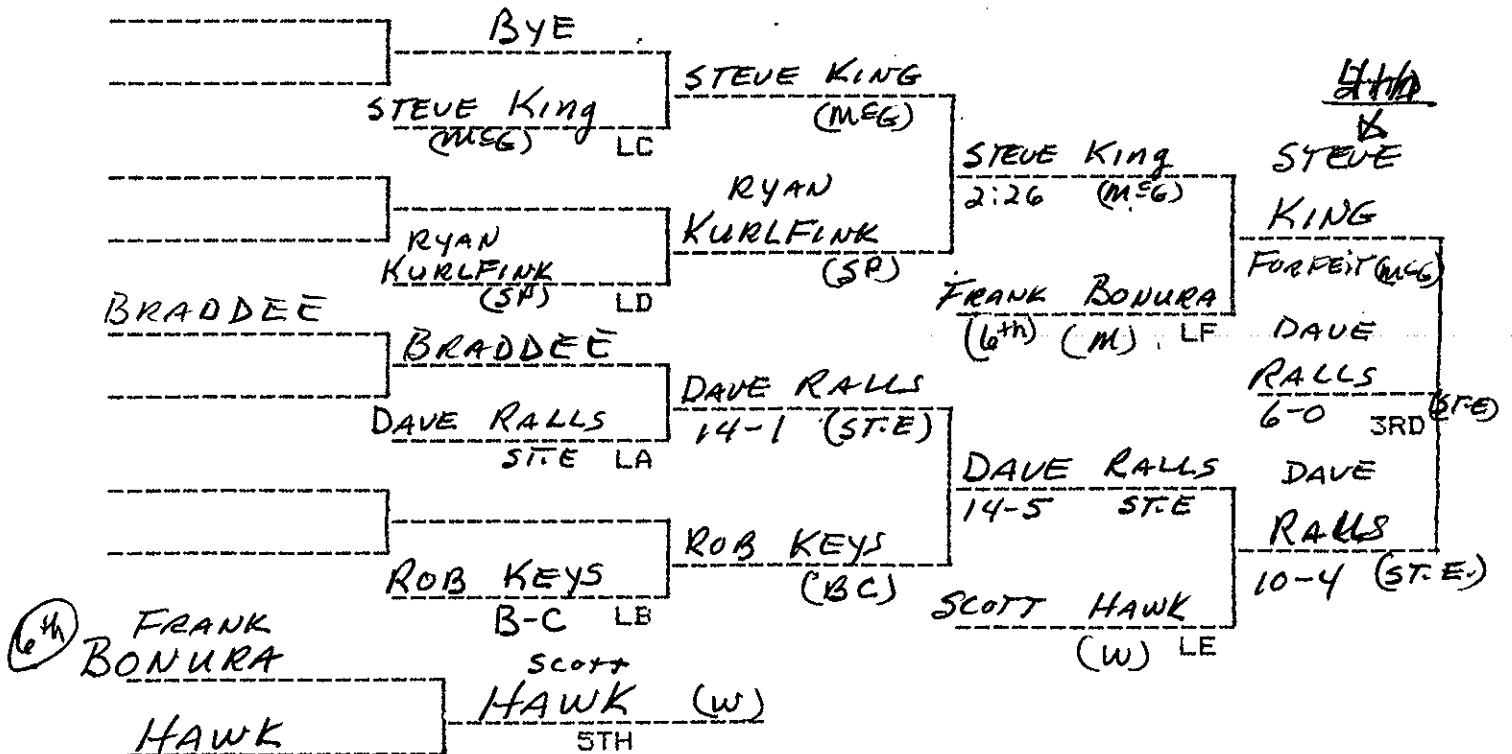 BYE
STEVE King
(McG) LC
STEVE KING
(McG)
RYAN
KURLFINK
(SP) LD
RYAN
KURLFINK
(SP)
STEVE King
2:26 (McG)
FRANK BONURA
(6th) (M) LF
4th
STEVE
KING
FORFEIT (McG)
BRADDEE
BRADDEE
DAVE RALLS
ST.E LA
DAVE RALLS
14-1 (ST.E)
ROB KEYS
B-C LB
ROB KEYS
(BC)
DAVE RALLS
14-5 ST.E
SCOTT HAWK
(W) LE
DAVE
RALLS
10-4 (ST.E.)
DAVE
RALLS
6-0 3RD (ST.E)
6th FRANK
BONURA
HAWK
SCOTT
HAWK (W)
5TH